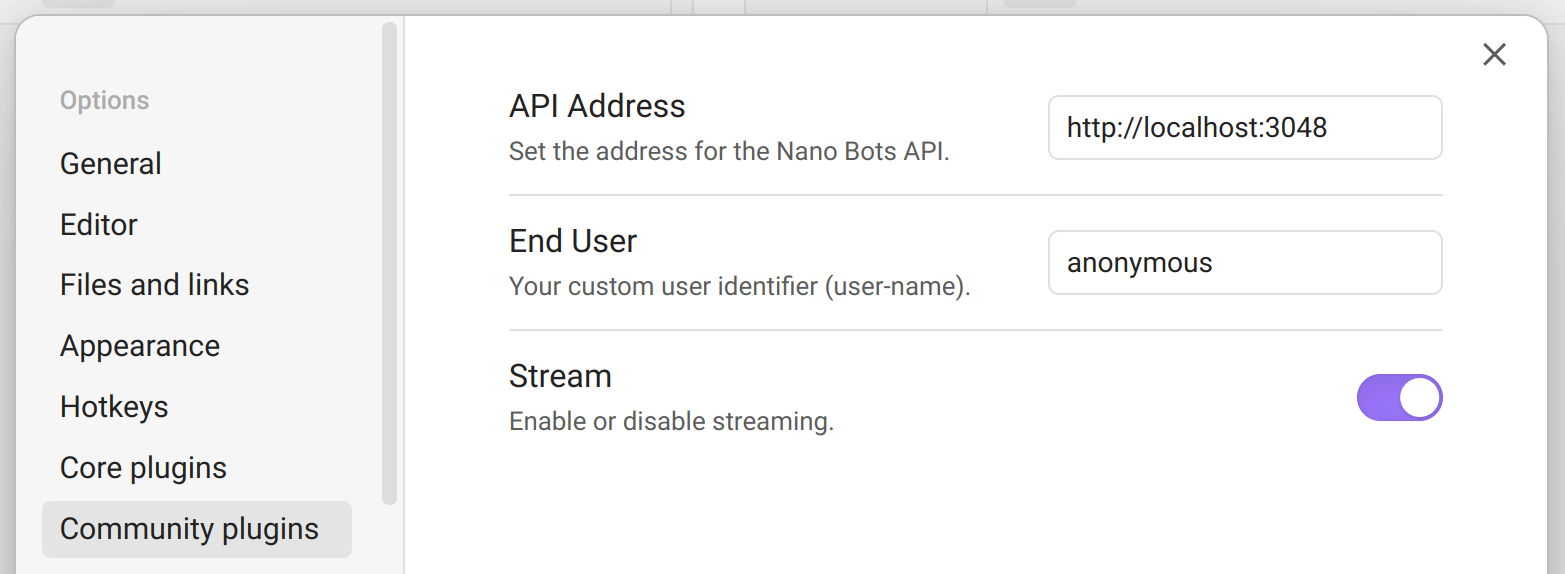 Options
General
Editor
Files and links
Appearance
Hotkeys
Core plugins
Community plugins
API Address
Set the address for the Nano Bots API.
http://localhost:3048
End User
Your custom user identifier (user-name).
anonymous
Stream
Enable or disable streaming.